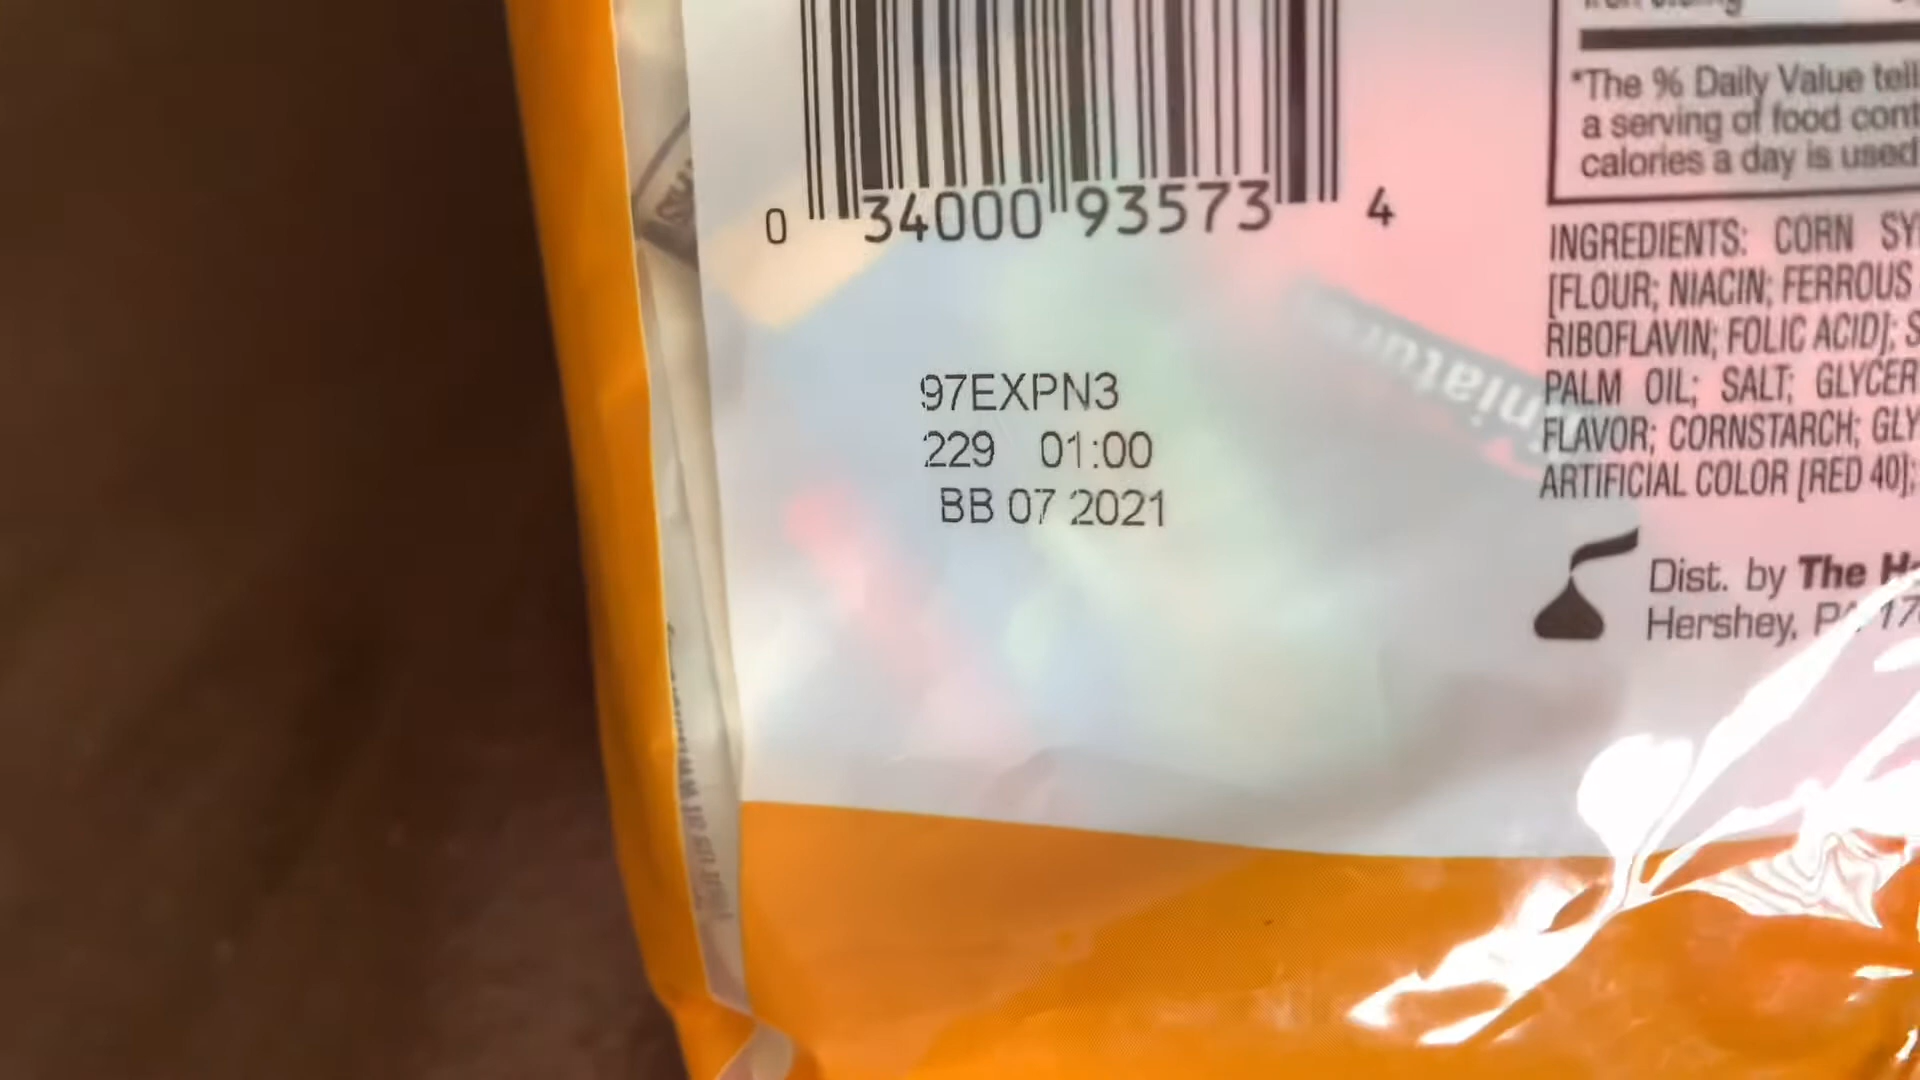 0 34000 93573 4
97EXPN3
229 01:00
BB 07 2021
*The % Daily Value tell
a serving of food cont
calories a day is used
INGREDIENTS: CORN SY
[FLOUR; NIACIN; FERROUS
RIBOFLAVIN; FOLIC ACID]; S
PALM OIL; SALT; GLYCER
FLAVOR; CORNSTARCH; GLY
ARTIFICIAL COLOR [RED 40];
Dist. by The H
Hershey, PA 17